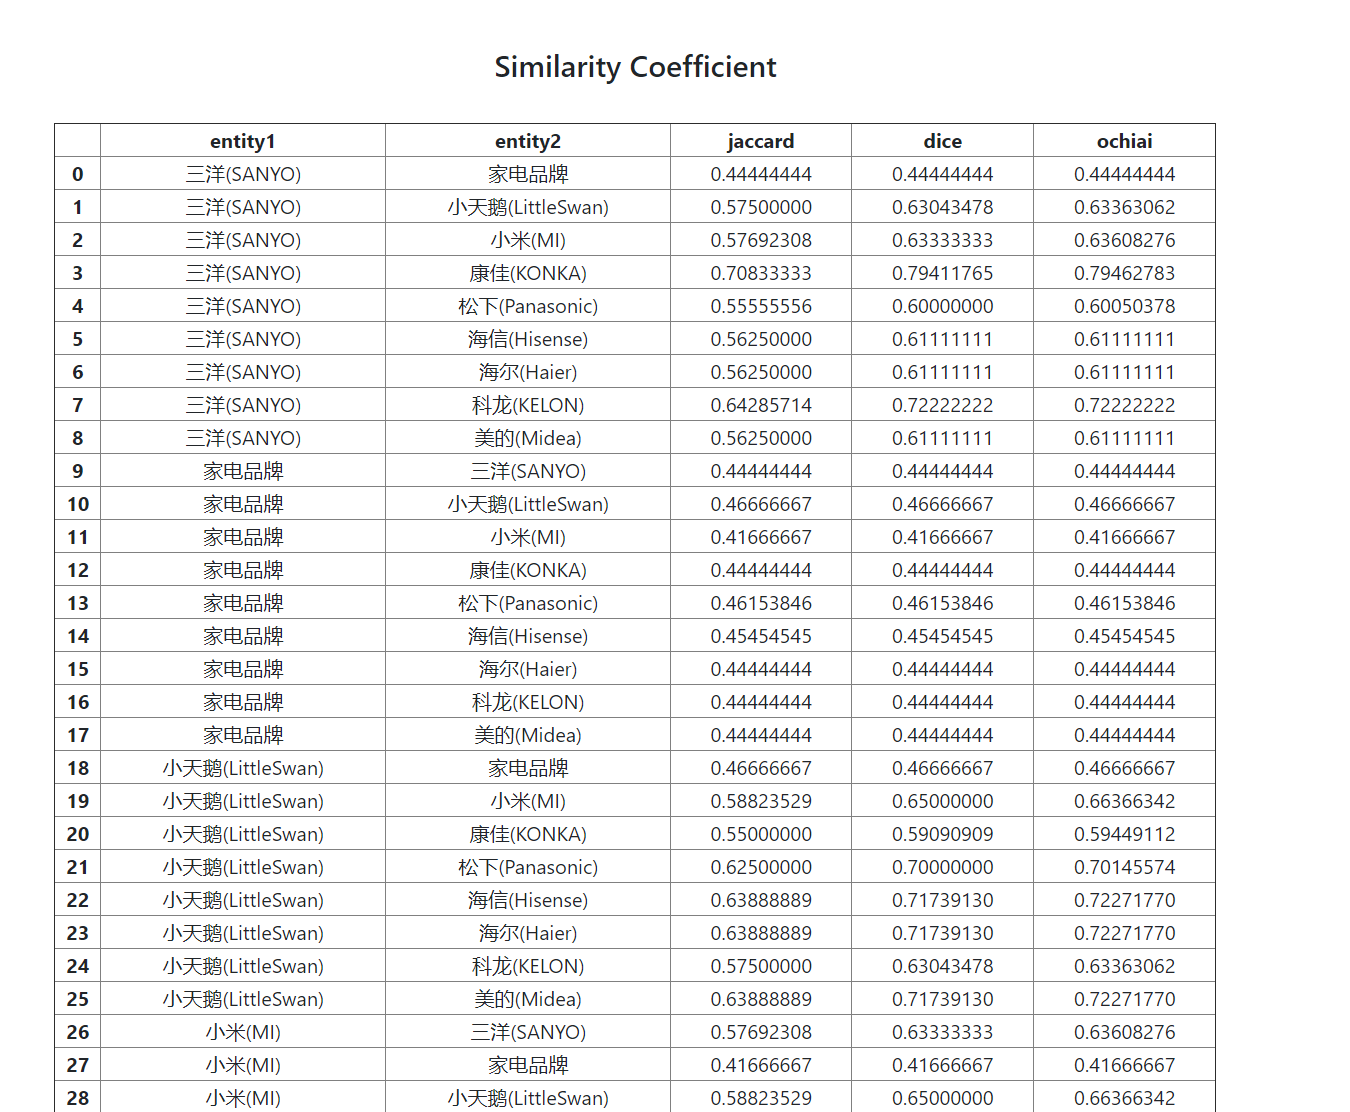 Similarity Coefficient
entity1 entity2 jaccard dice ochiai
0 三洋(SANYO) 家电品牌 0.44444444 0.44444444 0.44444444
1 三洋(SANYO) 小天鹅(LittleSwan) 0.57500000 0.63043478 0.63363062
2 三洋(SANYO) 小米(MI) 0.57692308 0.63333333 0.63608276
3 三洋(SANYO) 康佳(KONKA) 0.70833333 0.79411765 0.79462783
4 三洋(SANYO) 松下(Panasonic) 0.55555556 0.60000000 0.60050378
5 三洋(SANYO) 海信(Hisense) 0.56250000 0.61111111 0.61111111
6 三洋(SANYO) 海尔(Haier) 0.56250000 0.61111111 0.61111111
7 三洋(SANYO) 科龙(KELON) 0.64285714 0.72222222 0.72222222
8 三洋(SANYO) 美的(Midea) 0.56250000 0.61111111 0.61111111
9 家电品牌 三洋(SANYO) 0.44444444 0.44444444 0.44444444
10 家电品牌 小天鹅(LittleSwan) 0.46666667 0.46666667 0.46666667
11 家电品牌 小米(MI) 0.41666667 0.41666667 0.41666667
12 家电品牌 康佳(KONKA) 0.44444444 0.44444444 0.44444444
13 家电品牌 松下(Panasonic) 0.46153846 0.46153846 0.46153846
14 家电品牌 海信(Hisense) 0.45454545 0.45454545 0.45454545
15 家电品牌 海尔(Haier) 0.44444444 0.44444444 0.44444444
16 家电品牌 科龙(KELON) 0.44444444 0.44444444 0.44444444
17 家电品牌 美的(Midea) 0.44444444 0.44444444 0.44444444
18 小天鹅(LittleSwan) 家电品牌 0.46666667 0.46666667 0.46666667
19 小天鹅(LittleSwan) 小米(MI) 0.58823529 0.65000000 0.66366342
20 小天鹅(LittleSwan) 康佳(KONKA) 0.55000000 0.59090909 0.59449112
21 小天鹅(LittleSwan) 松下(Panasonic) 0.62500000 0.70000000 0.70145574
22 小天鹅(LittleSwan) 海信(Hisense) 0.63888889 0.71739130 0.72271770
23 小天鹅(LittleSwan) 海尔(Haier) 0.63888889 0.71739130 0.72271770
24 小天鹅(LittleSwan) 科龙(KELON) 0.57500000 0.63043478 0.63363062
25 小天鹅(LittleSwan) 美的(Midea) 0.63888889 0.71739130 0.72271770
26 小米(MI) 三洋(SANYO) 0.57692308 0.63333333 0.63608276
27 小米(MI) 家电品牌 0.41666667 0.41666667 0.41666667
28 小米(MI) 小天鹅(LittleSwan) 0.58823529 0.65000000 0.66366342